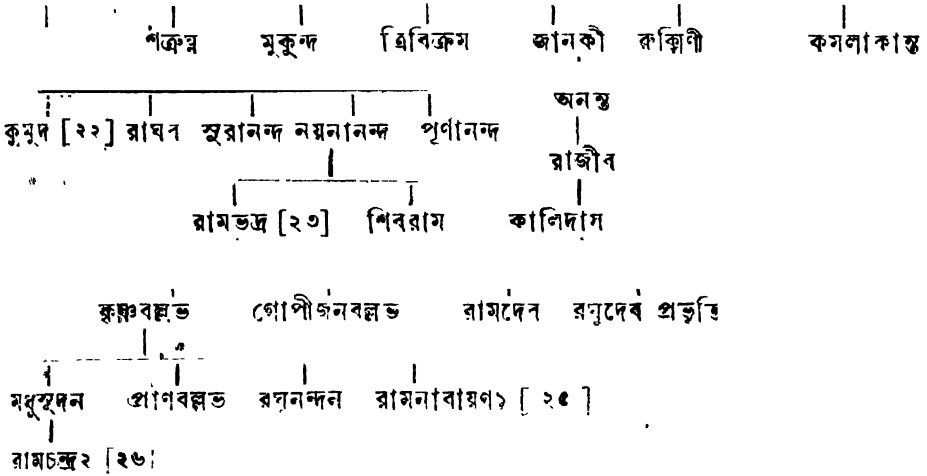 শত্রুঘ্ন মুকুন্দ ত্রিবিক্রম জানকী রুক্মিণী কমলাকান্ত
অনন্ত
কুমুদ [২২] রাঘব সুরানন্দ নয়নানন্দ পূর্ণানন্দ
রাজীব
রামভদ্র [২৩] শিবরাম কালিদাস
কৃষ্ণবল্লভ গোপীজনবল্লভ রামদেব রঘুদেব প্রভৃতি
মধুসূদন প্রাণবল্লভ রঘুনন্দন রামনারায়ণ১ [ ২৫ ]
রামচন্দ্র২ [২৬]